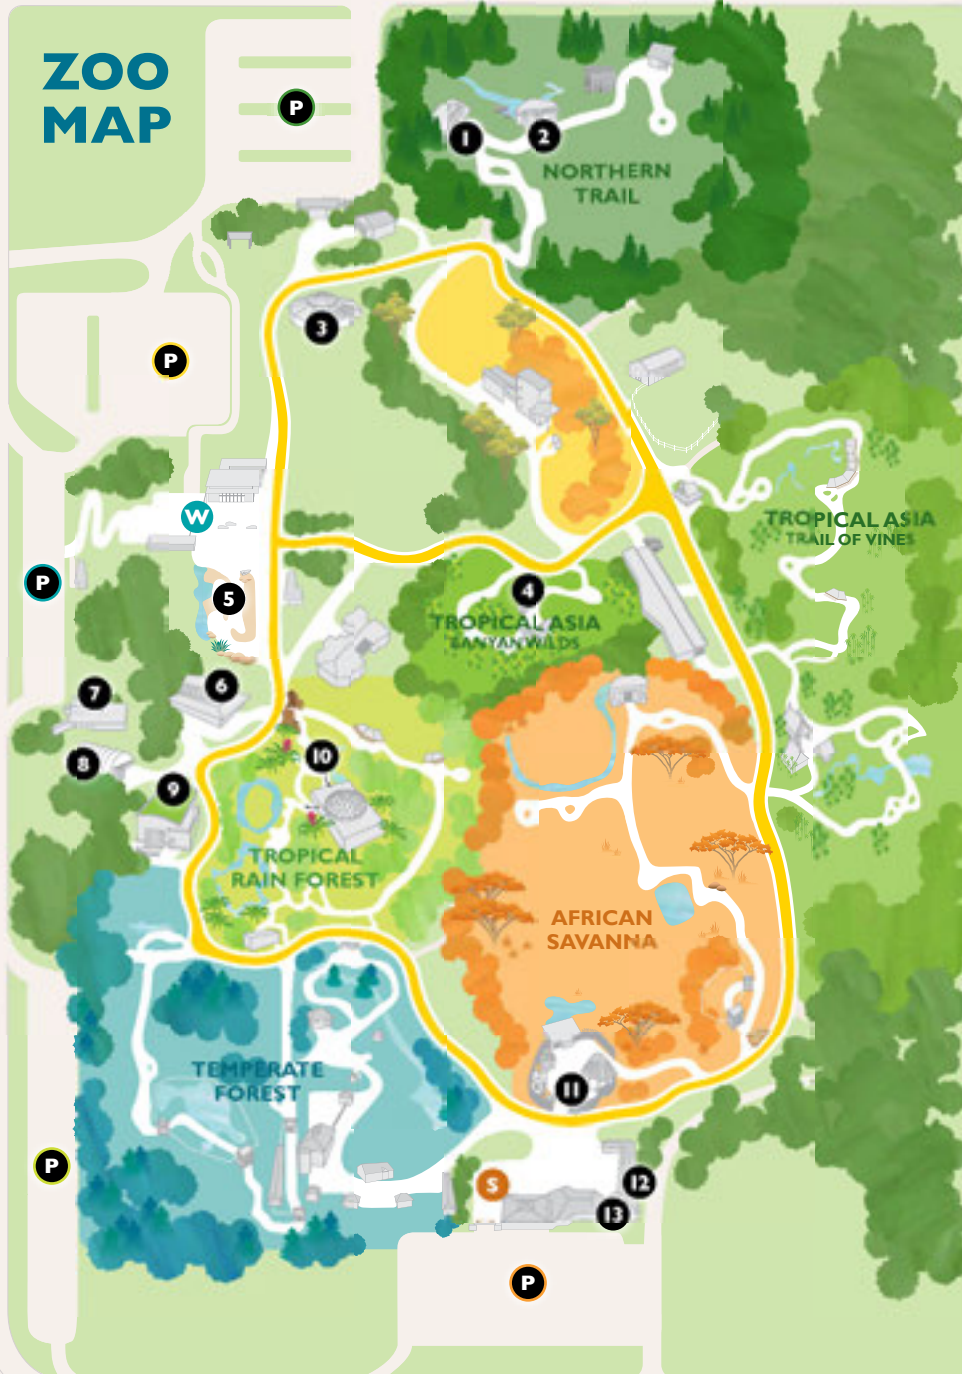 ZOO
MAP
P
1
2
NORTHERN
TRAIL
3
P
W
TROPICAL ASIA
TRAIL OF VINES
P
5
4
TROPICAL ASIA
BANYAN WILDS
6
7
10
8
9
TROPICAL
RAIN FOREST
AFRICAN
SAVANNA
TEMPERATE
FOREST
11
P
S
12
13
P